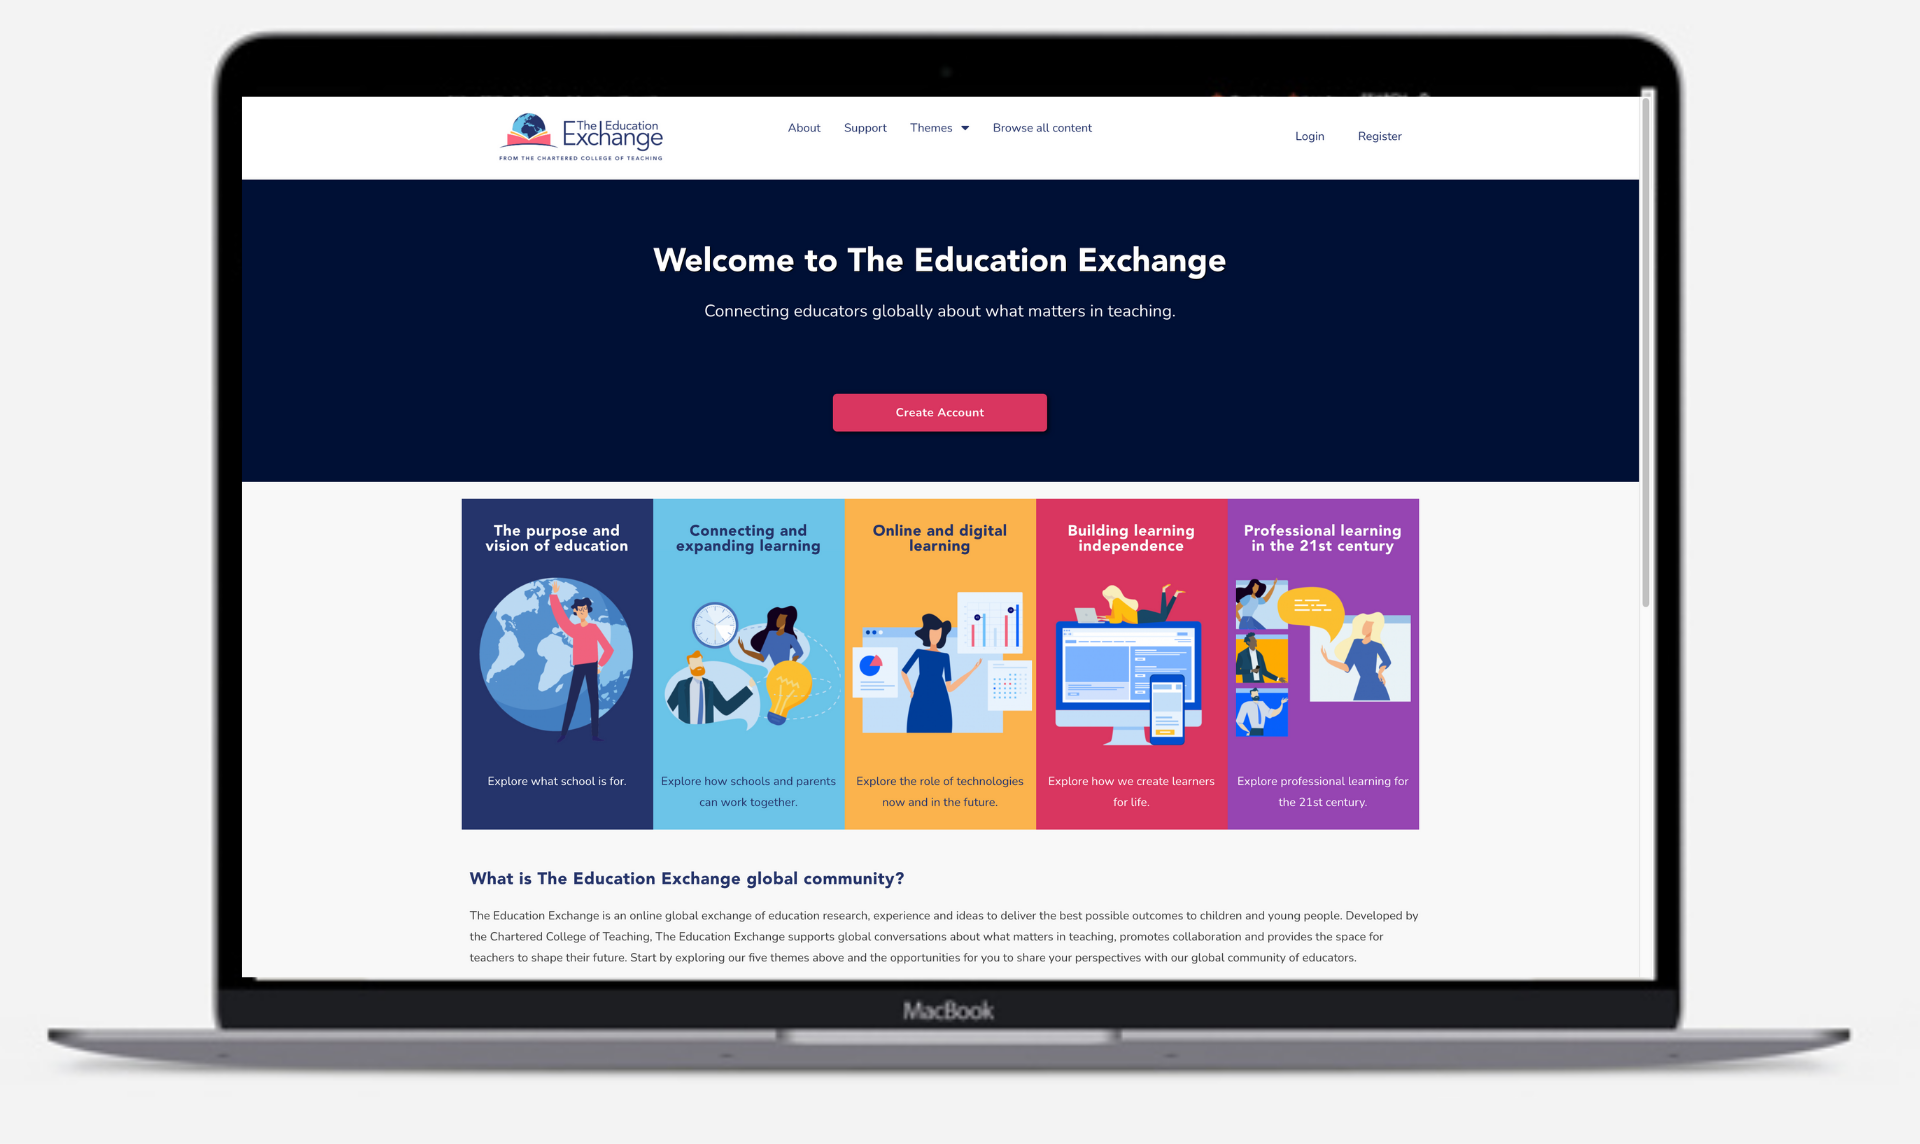 The Education
Exchange
FROM THE CHARTERED COLLEGE OF TEACHING
About Support Themes Browse all content
Login Register
Welcome to The Education Exchange
Connecting educators globally about what matters in teaching.
Create Account
The purpose and
vision of education
Explore what school is for.
Connecting and
expanding learning
Explore how schools and parents
can work together.
Online and digital
learning
Explore the role of technologies
now and in the future.
Building learning
independence
Explore how we create learners
for life.
Professional learning
in the 21st century
Explore professional learning for
the 21st century.
What is The Education Exchange global community?
The Education Exchange is an online global exchange of education research, experience and ideas to deliver the best possible outcomes to children and young people. Developed by
the Chartered College of Teaching, The Education Exchange supports global conversations about what matters in teaching, promotes collaboration and provides the space for
teachers to shape their future. Start by exploring our five themes above and the opportunities for you to share your perspectives with our global community of educators.
MacBook